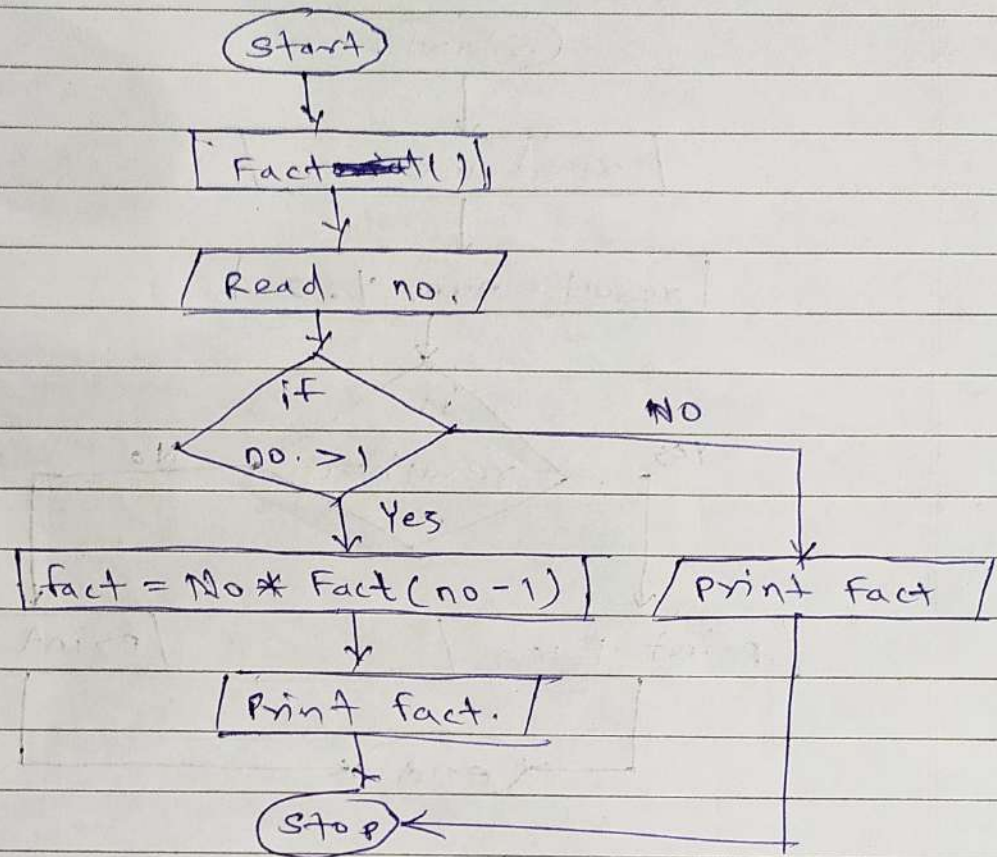 Start
Fact ()
Read no.
if
no. > 1
NO
Yes
fact = No * Fact (no - 1)
Print fact
Print fact.
Stop